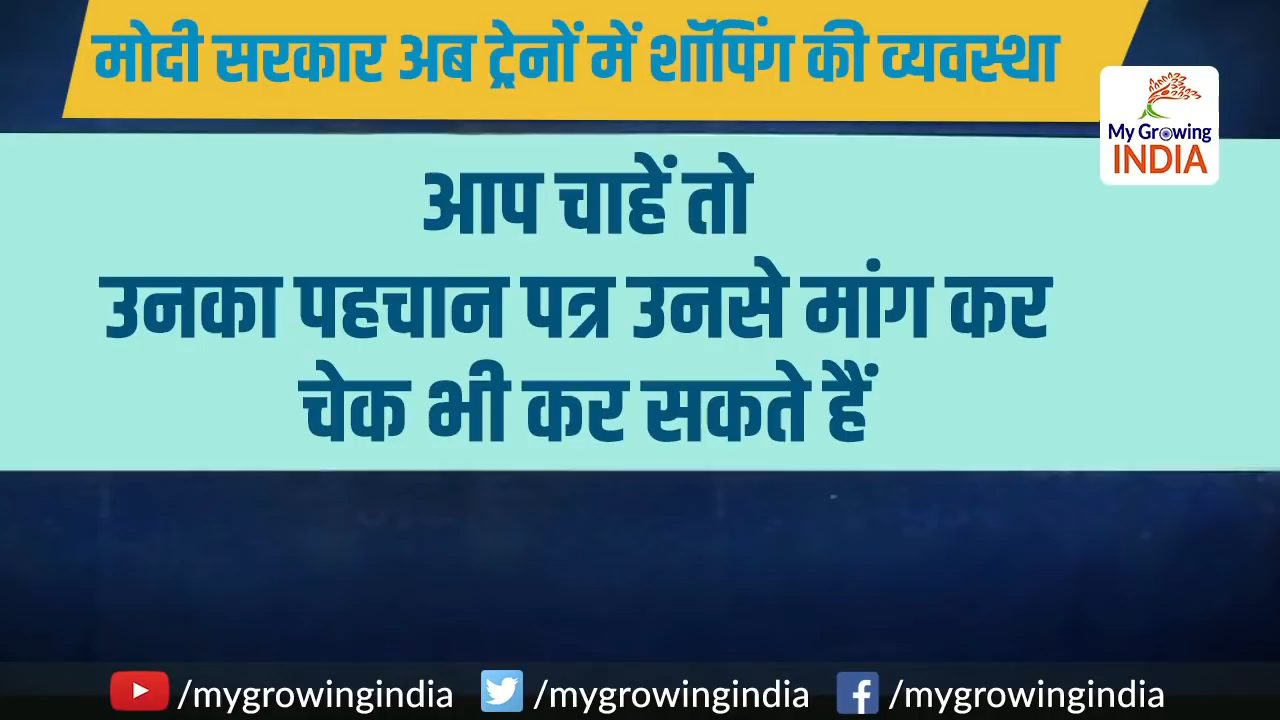 मोदी सरकार अब ट्रेनों में शॉपिंग की व्यवस्था
My Growing
INDIA
आप चाहें तो
उनका पहचान पत्र उनसे मांग कर
चेक भी कर सकते हैं
/mygrowingindia /mygrowingindia /mygrowingindia